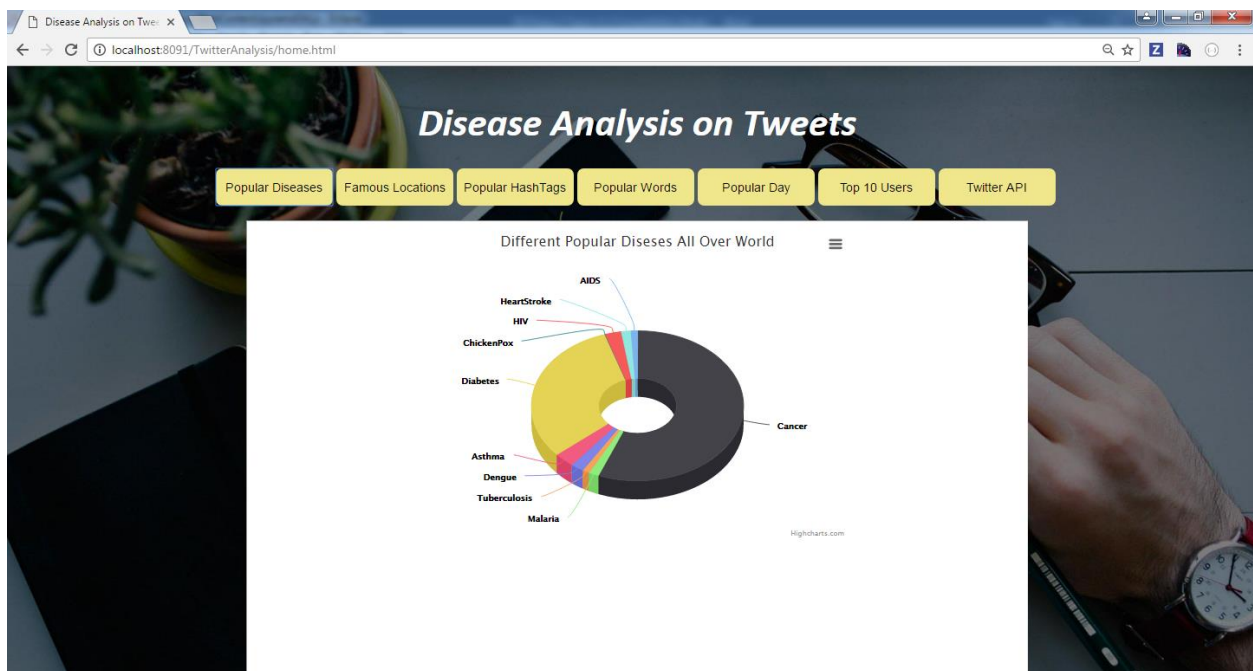 Disease Analysis on Twee
localhost:8091/TwitterAnalysis/home.html
Disease Analysis on Tweets
Popular Diseases Famous Locations Popular HashTags Popular Words Popular Day Top 10 Users Twitter API
Different Popular Diseses All Over World
AIDS
HeartStroke
HIV
ChickenPox
Diabetes
Cancer
Asthma
Dengue
Tuberculosis
Malaria
Highcharts.com